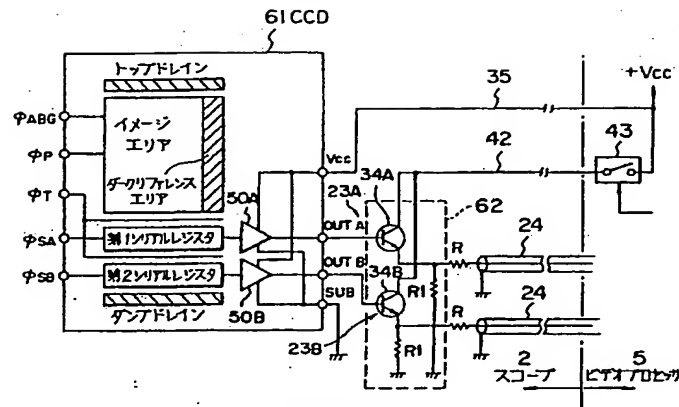 61 CCD
トップドレイン
イメージ
エリア
ダークリファレンス
エリア
第1シリアルレジスタ
第2シリアルレジスタ
ダンプドレイン
φABG
φP
φT
φSA
φSB
50A
50B
Vcc
OUT A
OUT B
SUB
23A
34A
34B
23B
62
35
42
+Vcc
43
R
24
R1
R
24
R1
2
スコープ
5
ビデオプロセッサ